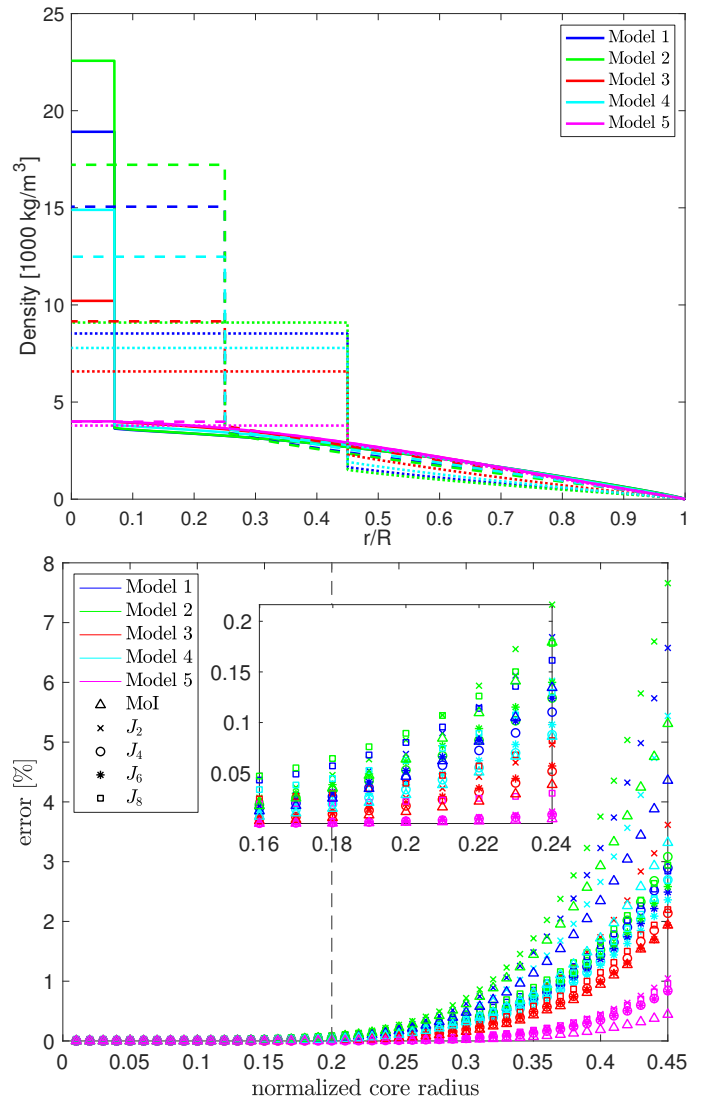 25
20
15
10
5
0
Density [1000 kg/m³]
Model 1
Model 2
Model 3
Model 4
Model 5
0 0.1 0.2 0.3 0.4 0.5 0.6 0.7 0.8 0.9 1
r/R
8
7
6
5
4
3
2
1
0
error [%]
Model 1
Model 2
Model 3
Model 4
Model 5
MoI
J₂
J₄
J₆
J₈
0.2
0.15
0.1
0.05
0.16 0.18 0.2 0.22 0.24
0 0.05 0.1 0.15 0.2 0.25 0.3 0.35 0.4 0.45
normalized core radius